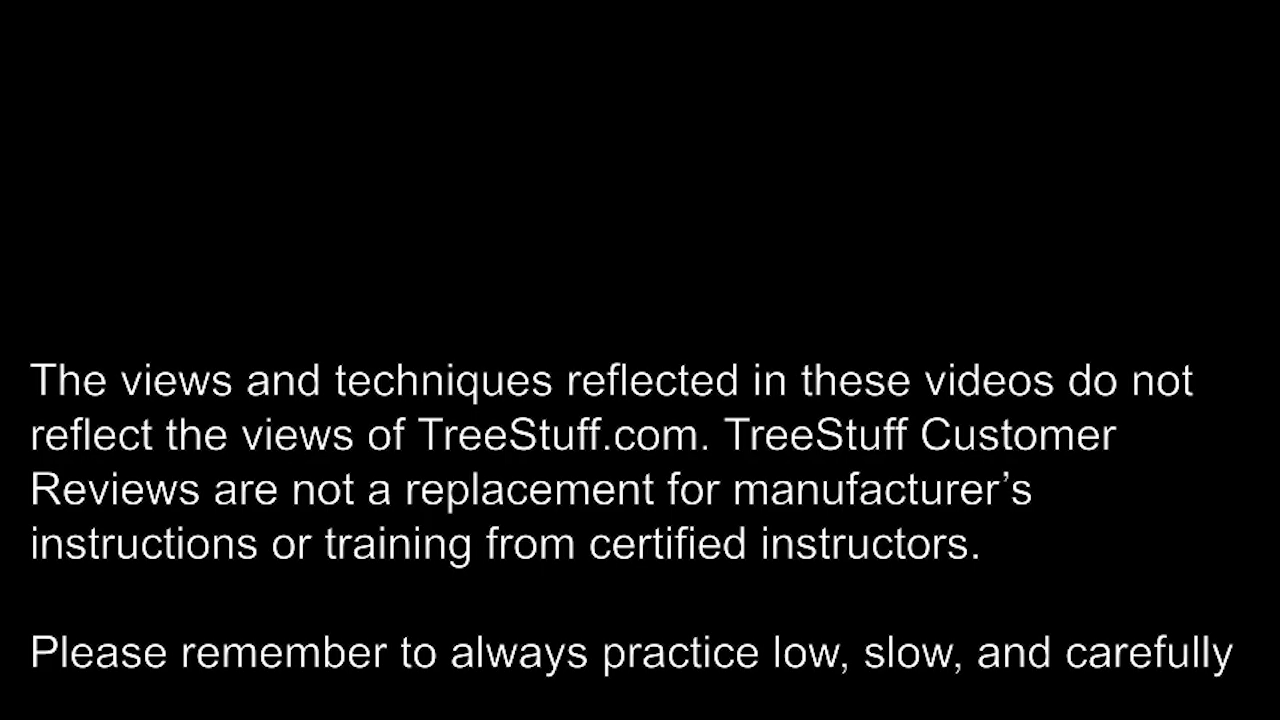 The views and techniques reflected in these videos do not
reflect the views of TreeStuff.com. TreeStuff Customer
Reviews are not a replacement for manufacturer’s
instructions or training from certified instructors.
Please remember to always practice low, slow, and carefully